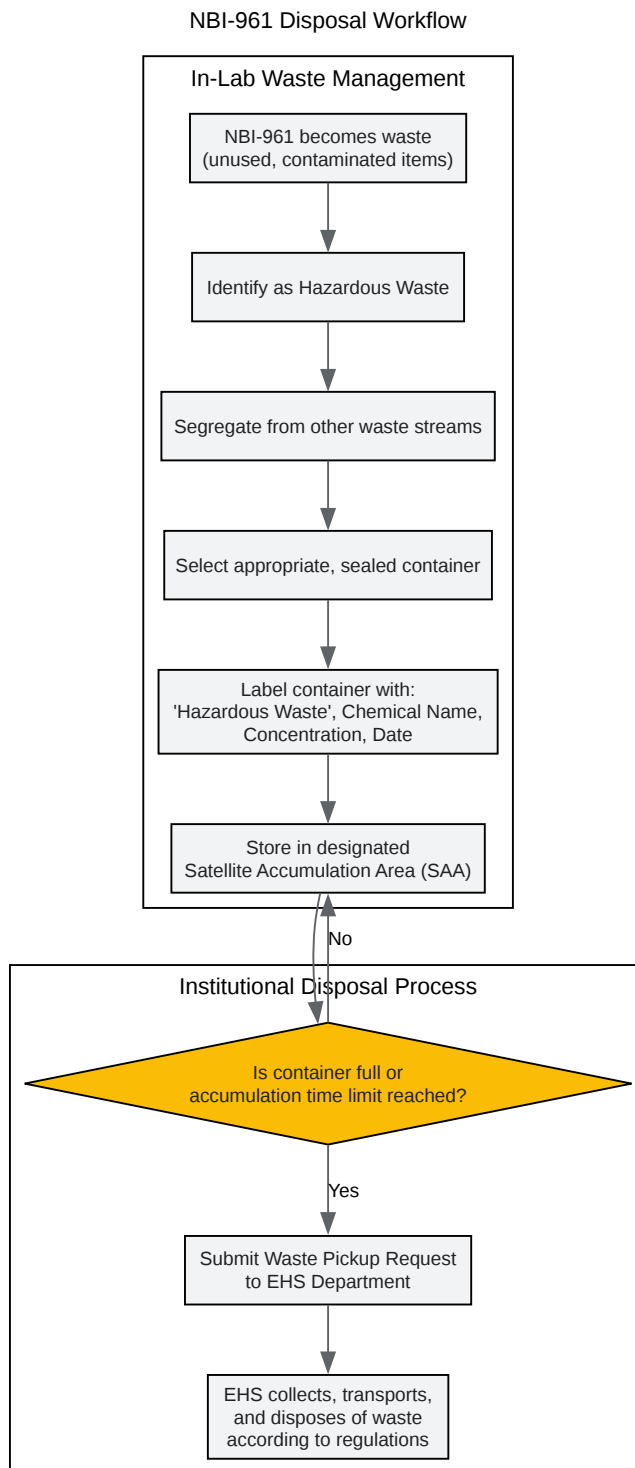 NBI-961 Disposal Workflow
In-Lab Waste Management
NBI-961 becomes waste
(unused, contaminated items)
Identify as Hazardous Waste
Segregate from other waste streams
Select appropriate, sealed container
Label container with:
'Hazardous Waste', Chemical Name,
Concentration, Date
Store in designated
Satellite Accumulation Area (SAA)
No
Institutional Disposal Process
Is container full or
accumulation time limit reached?
Yes
Submit Waste Pickup Request
to EHS Department
EHS collects, transports,
and disposes of waste
according to regulations